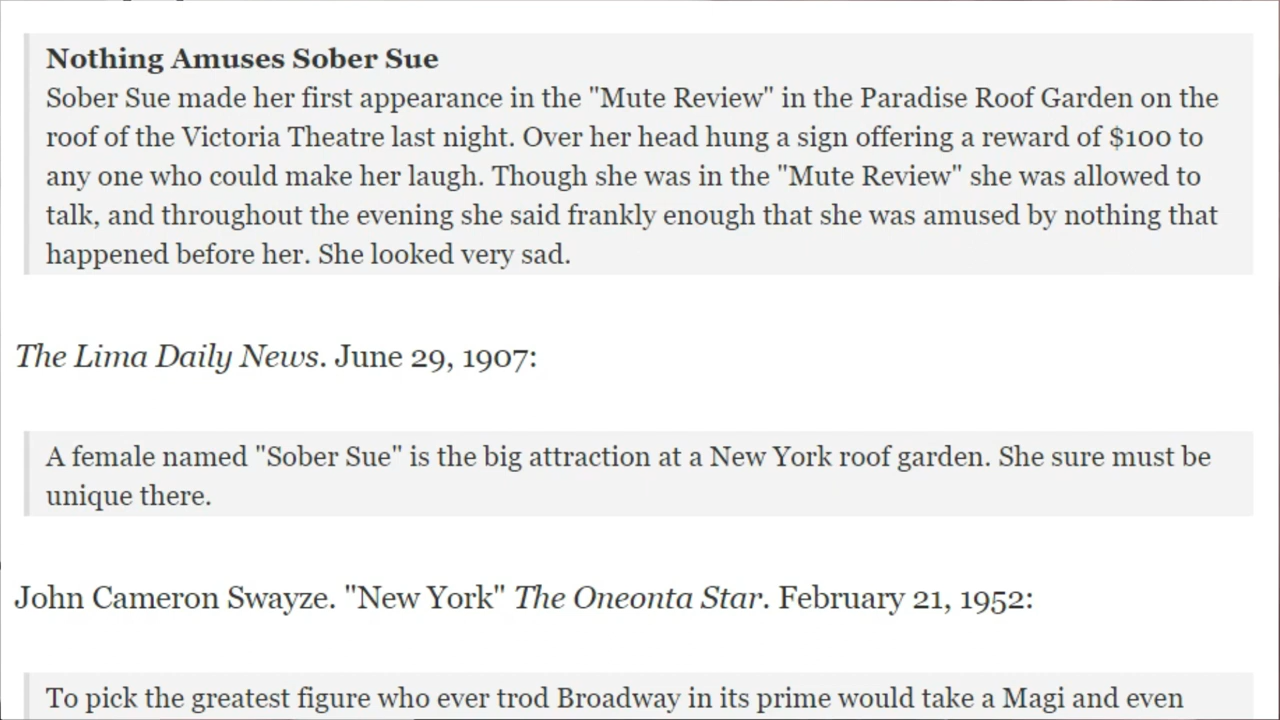 Nothing Amuses Sober Sue
Sober Sue made her first appearance in the "Mute Review" in the Paradise Roof Garden on the
roof of the Victoria Theatre last night. Over her head hung a sign offering a reward of $100 to
any one who could make her laugh. Though she was in the "Mute Review" she was allowed to
talk, and throughout the evening she said frankly enough that she was amused by nothing that
happened before her. She looked very sad.
The Lima Daily News. June 29, 1907:
A female named "Sober Sue" is the big attraction at a New York roof garden. She sure must be
unique there.
John Cameron Swayze. "New York" The Oneonta Star. February 21, 1952:
To pick the greatest figure who ever trod Broadway in its prime would take a Magi and even